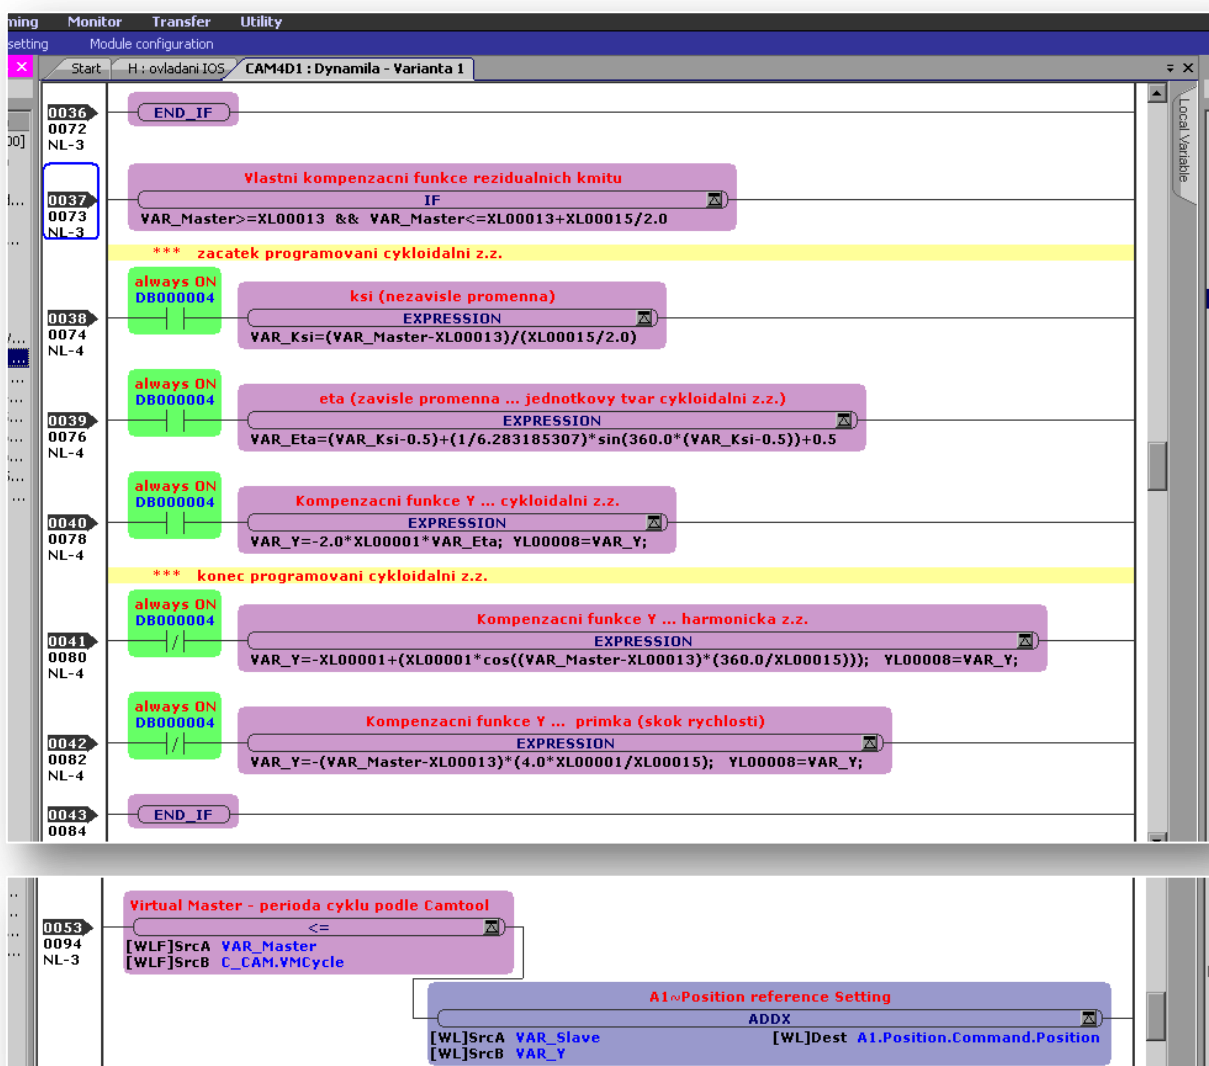 ming Monitor Transfer Utility
setting Module configuration
Start H : ovladani IOS CAM4D1 : Dynamila - Varianta 1
Local Variable
0036 END_IF
0072
NL-3
Vlastni kompenzacni funkce rezidualnich kmitu
0037 IF
0073 VAR_Master>=XL00013 && VAR_Master<=XL00013+XL00015/2.0
NL-3
*** zacatek programovani cykloidalni z.z.
always ON
DB000004 ksi (nezavisle promenna)
0038 EXPRESSION
0074 VAR_Ksi=(VAR_Master-XL00013)/(XL00015/2.0)
NL-4
always ON
DB000004 eta (zavisle promenna ... jednotkovy tvar cykloidalni z.z.)
0039 EXPRESSION
0076 VAR_Eta=(VAR_Ksi-0.5)+(1/6.283185307)*sin(360.0*(VAR_Ksi-0.5))+0.5
NL-4
always ON
DB000004 Kompenzacni funkce Y ... cykloidalni z.z.
0040 EXPRESSION
0078 VAR_Y=-2.0*XL00001*VAR_Eta; YL00008=VAR_Y;
NL-4
*** konec programovani cykloidalni z.z.
always ON
DB000004 Kompenzacni funkce Y ... harmonicka z.z.
0041 EXPRESSION
0080 VAR_Y=-XL00001+(XL00001*cos((VAR_Master-XL00013)*(360.0/XL00015))); YL00008=VAR_Y;
NL-4
always ON
DB000004 Kompenzacni funkce Y ... primka (skok rychlosti)
0042 EXPRESSION
0082 VAR_Y=-(VAR_Master-XL00013)*(4.0*XL00001/XL00015); YL00008=VAR_Y;
NL-4
0043 END_IF
0084
Virtual Master - perioda cyklu podle Camtool
0053 <=
0094 [WLF]SrcA VAR_Master
NL-3 [WLF]SrcB C_CAM.VMCycle
A1~Position reference Setting
ADDX
[WL]SrcA VAR_Slave [WL]Dest A1.Position.Command.Position
[WL]SrcB VAR_Y